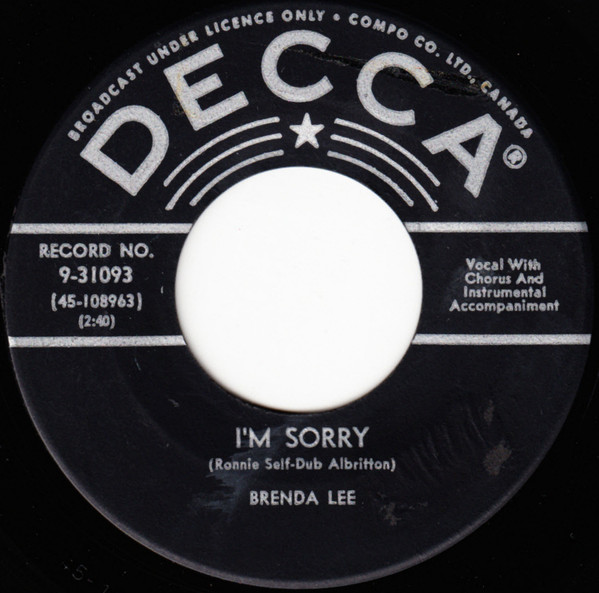 BROADCAST UNDER LICENCE ONLY • COMPO CO. LTD., CANADA
DECCA®
RECORD NO.
9-31093
(45-108963)
(2:40)
Vocal With
Chorus And
Instrumental
Accompaniment
I'M SORRY
(Ronnie Self-Dub Albritton)
BRENDA LEE